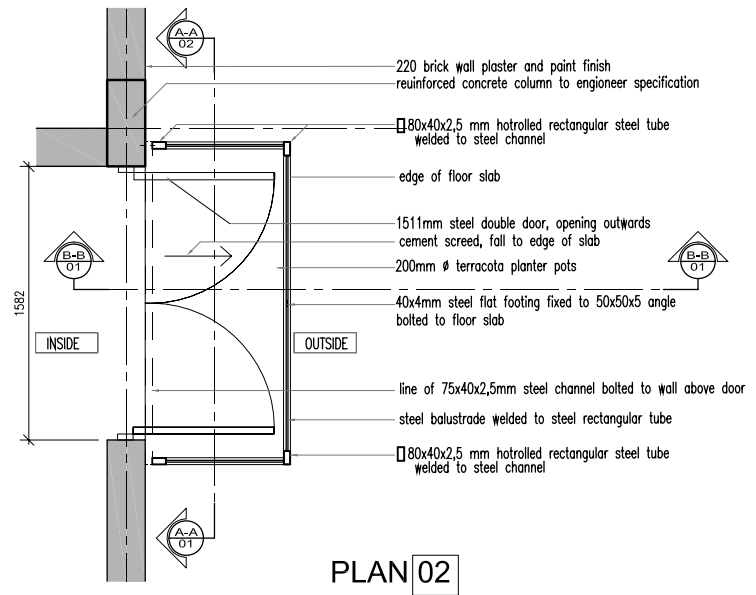 A-A
02
220 brick wall plaster and paint finish
reuinforced concrete column to engioneer specification
80x40x2,5 mm hotrolled rectangular steel tube
welded to steel channel
edge of floor slab
1511mm steel double door, opening outwards
cement screed, fall to edge of slab
B-B
01
200mm Ø terracota planter pots
B-B
01
1582
40x4mm steel flat footing fixed to 50x50x5 angle
bolted to floor slab
INSIDE
OUTSIDE
line of 75x40x2,5mm steel channel bolted to wall above door
steel balustrade welded to steel rectangular tube
80x40x2,5 mm hotrolled rectangular steel tube
welded to steel channel
A-A
01
PLAN 02